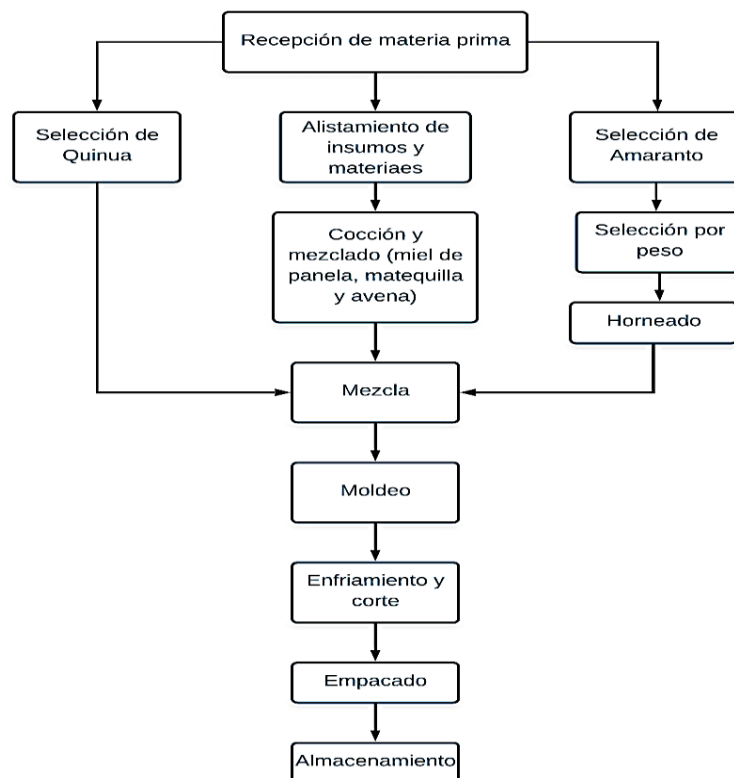 Recepción de materia prima
Selección de
Quinua
Alistamiento de
insumos y
materiaes
Selección de
Amaranto
Cocción y
mezclado (miel de
panela, matequilla
y avena)
Selección por
peso
Horneado
Mezcla
Moldeo
Enfriamiento y
corte
Empacado
Almacenamiento